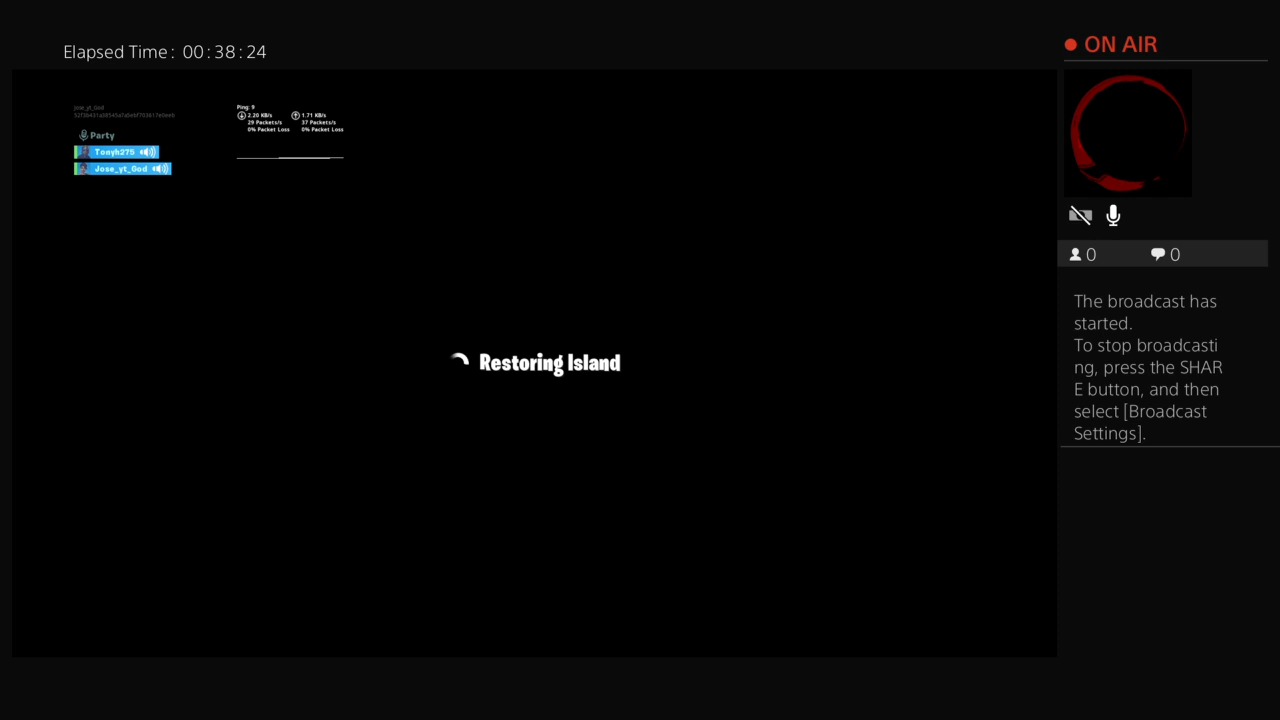 Elapsed Time: 00:38:24
ON AIR
Jose_yt_God
Ping: 9
2.20 KB/s
1.71 KB/s
29 Packets/s
37 Packets/s
0% Packet Loss
0% Packet Loss
Party
Tonyh275
Jose_yt_God
0
0
The broadcast has
started.
To stop broadcasti
ng, press the SHAR
E button, and then
select [Broadcast
Settings].
Restoring Island